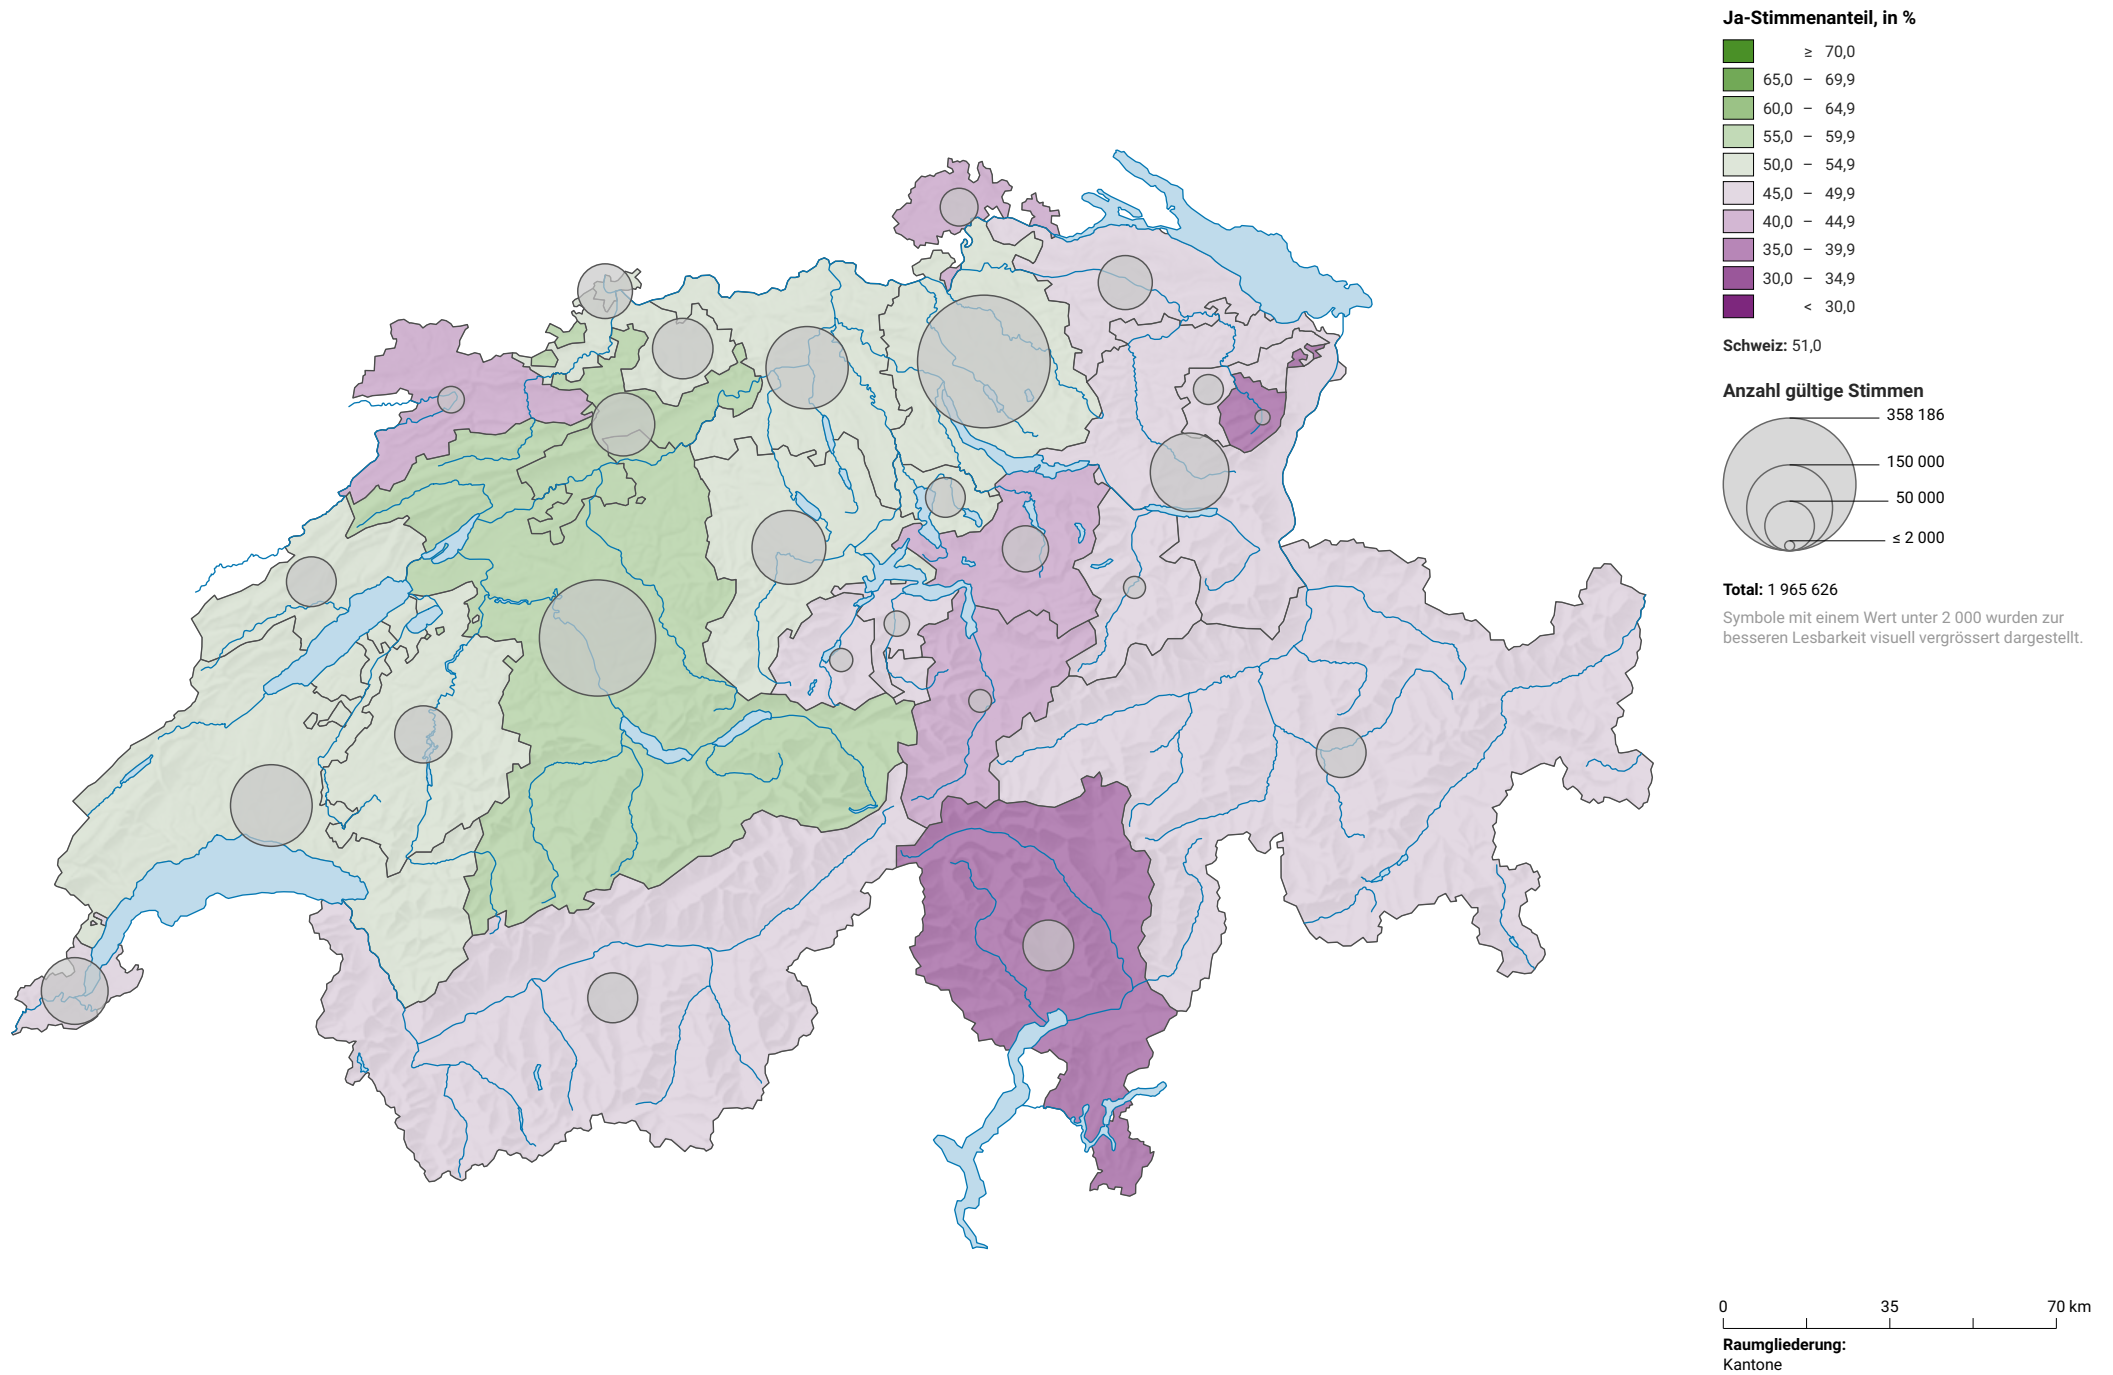 Ja-Stimmenanteil, in %
≥ 70,0
65,0 – 69,9
60,0 – 64,9
55,0 – 59,9
50,0 – 54,9
45,0 – 49,9
40,0 – 44,9
35,0 – 39,9
30,0 – 34,9
< 30,0
Schweiz: 51,0
Anzahl gültige Stimmen
358 186
150 000
50 000
≤ 2 000
Total: 1 965 626
Symbole mit einem Wert unter 2 000 wurden zur
besseren Lesbarkeit visuell vergrössert dargestellt.
0 35 70 km
Raumgliederung:
Kantone